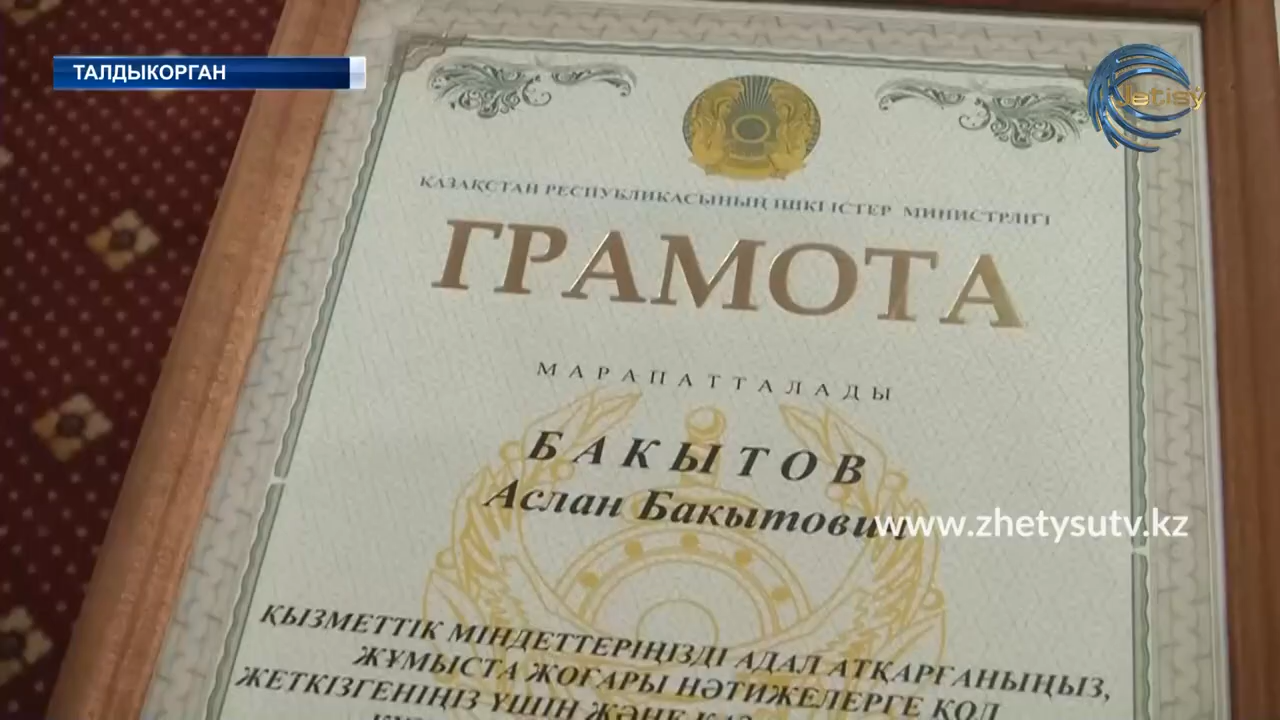 ТАЛДЫКОРГАН
Jetisy
ҚАЗАҚСТАН РЕСПУБЛИКАСЫНЫҢ ІШКІ ІСТЕР МИНИСТРЛІГІ
ГРАМОТА
МАРАПАТТАЛАДЫ
БАКЫТОВ
Аслан Бакытович
www.zhetysutv.kz
ҚЫЗМЕТТІК МІНДЕТТЕРІҢІЗДІ АДАЛ АТҚАРҒАНЫҢЫЗ,
ЖҰМЫСТА ЖОҒАРЫ НӘТИЖЕЛЕРГЕ ҚОЛ
ЖЕТКІЗГЕНІҢІЗ ҮШІН ЖӘНЕ